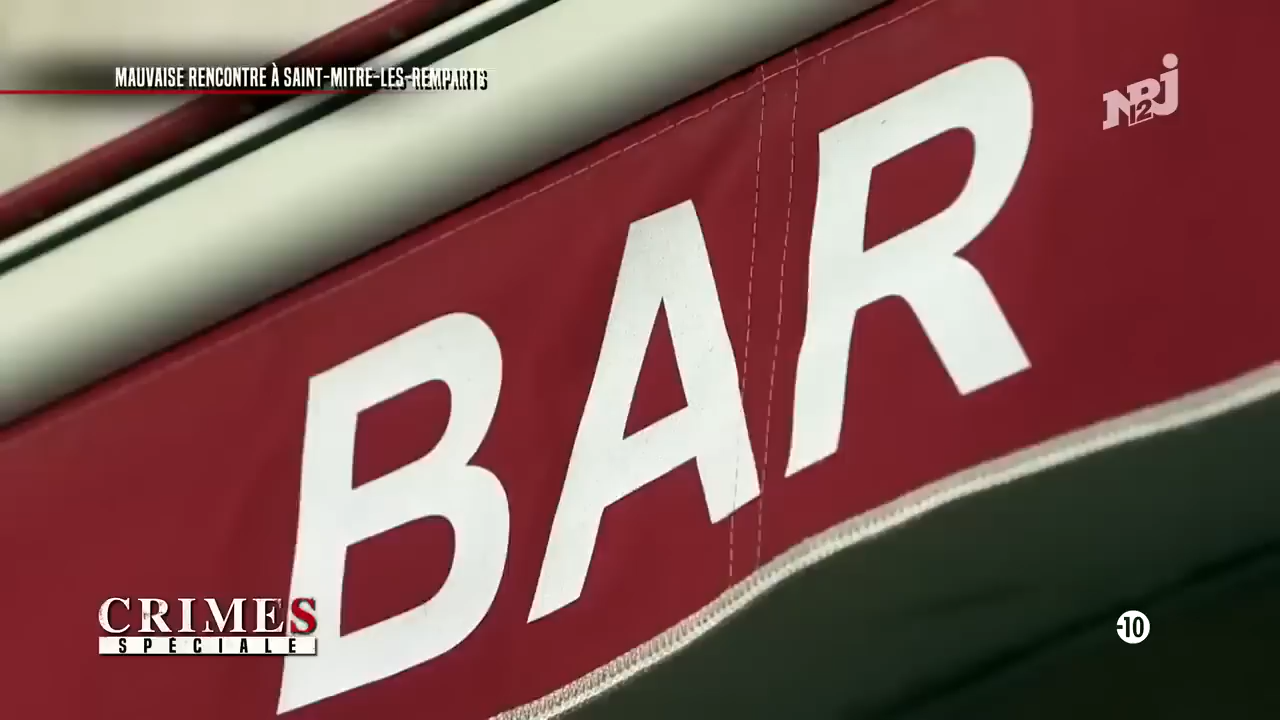 MAUVAISE RENCONTRE À SAINT-MITRE-LES-REMPARTS
NRJ
12
BAR
CRIMES
SPÉCIALE
-10